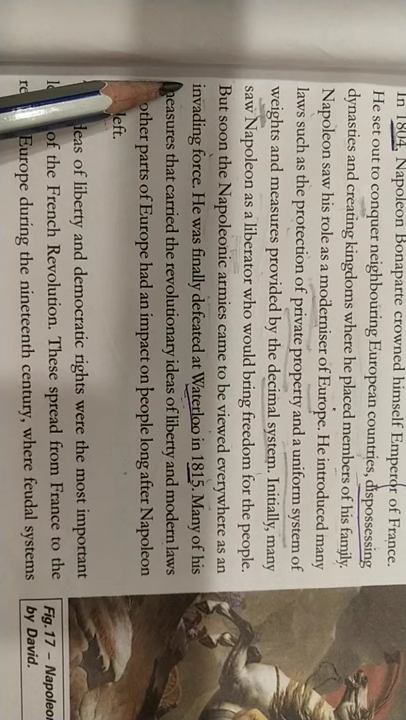 In 1804, Napoleon Bonaparte crowned himself Emperor of France.
He set out to conquer neighbouring European countries, dispossessing
dynasties and creating kingdoms where he placed members of his family.
Napoleon saw his role as a moderniser of Europe. He introduced many
laws such as the protection of private property and a uniform system of
weights and measures provided by the decimal system. Initially, many
saw Napoleon as a liberator who would bring freedom for the people.
But soon the Napoleonic armies came to be viewed everywhere as an
invading force. He was finally defeated at Waterloo in 1815. Many of his
measures that carried the revolutionary ideas of liberty and modern laws
other parts of Europe had an impact on people long after Napoleon
left.
deas of liberty and democratic rights were the most important
of the French Revolution. These spread from France to the
Europe during the nineteenth century, where feudal systems
Fig.17 – Napoleon
by David.